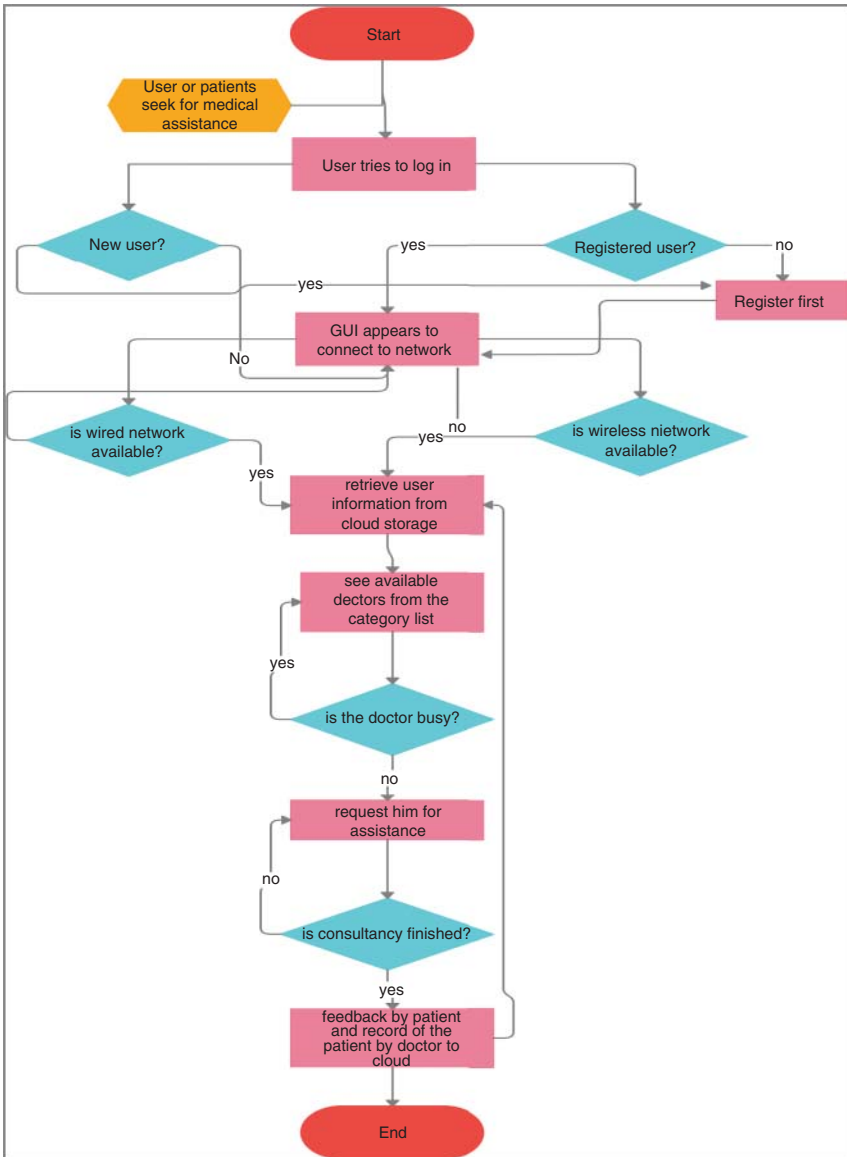 Start
User or patients
seek for medical
assistance
User tries to log in
New user?
yes
Registered user?
no
yes
Register first
GUI appears to
connect to network
No
no
is wired network
available?
yes
is wireless nietwork
available?
yes
retrieve user
information from
cloud storage
see available
dectors from the
category list
yes
is the doctor busy?
no
request him for
assistance
no
is consultancy finished?
yes
feedback by patient
and record of the
patient by doctor to
cloud
End